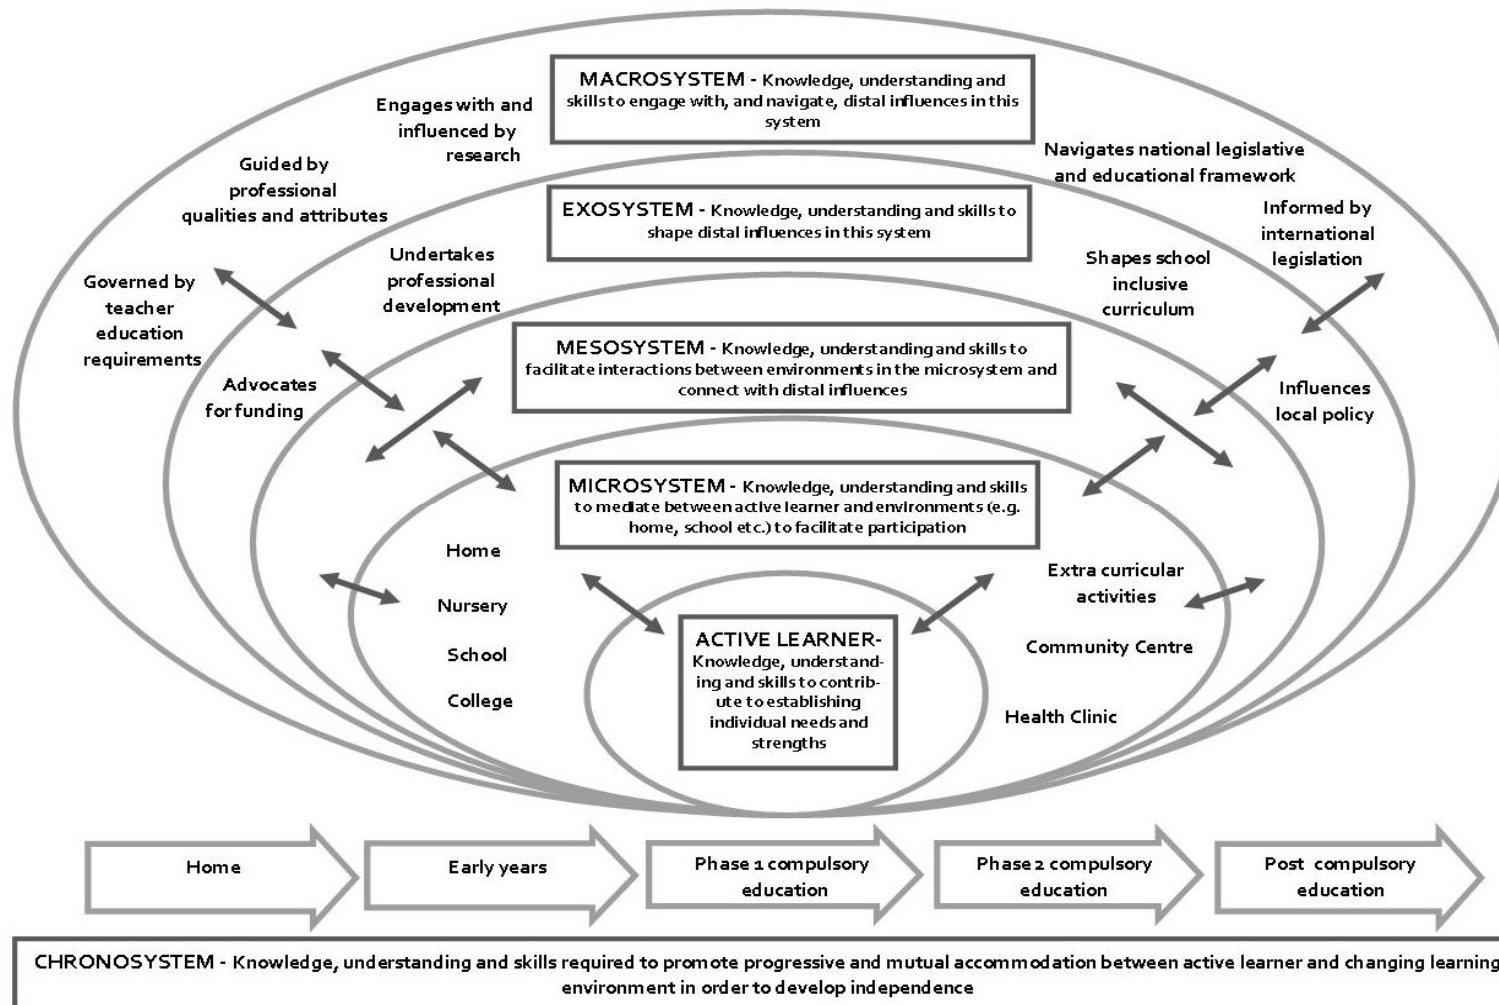 MACROSYSTEM - Knowledge, understanding and
skills to engage with, and navigate, distal influences in this
system
Engages with and
influenced by
research
Guided by
professional
qualities and attributes
Governed by
teacher
education
requirements
Navigates national legislative
and educational framework
Informed by
international
legislation
EXOSYSTEM - Knowledge, understanding and skills to
shape distal influences in this system
Undertakes
professional
development
Advocates
for funding
Shapes school
inclusive
curriculum
Influences
local policy
MESOSYSTEM - Knowledge, understanding and skills to
facilitate interactions between environments in the microsystem and
connect with distal influences
MICROSYSTEM - Knowledge, understanding and skills
to mediate between active learner and environments (e.g.
home, school etc.) to facilitate participation
Home
Nursery
School
College
Extra curricular
activities
Community Centre
Health Clinic
ACTIVE LEARNER-
Knowledge, understand-
ing and skills to contrib-
ute to establishing
individual needs and
strengths
Home
Early years
Phase 1 compulsory
education
Phase 2 compulsory
education
Post compulsory
education
CHRONOSYSTEM - Knowledge, understanding and skills required to promote progressive and mutual accommodation between active learner and changing learning
environment in order to develop independence